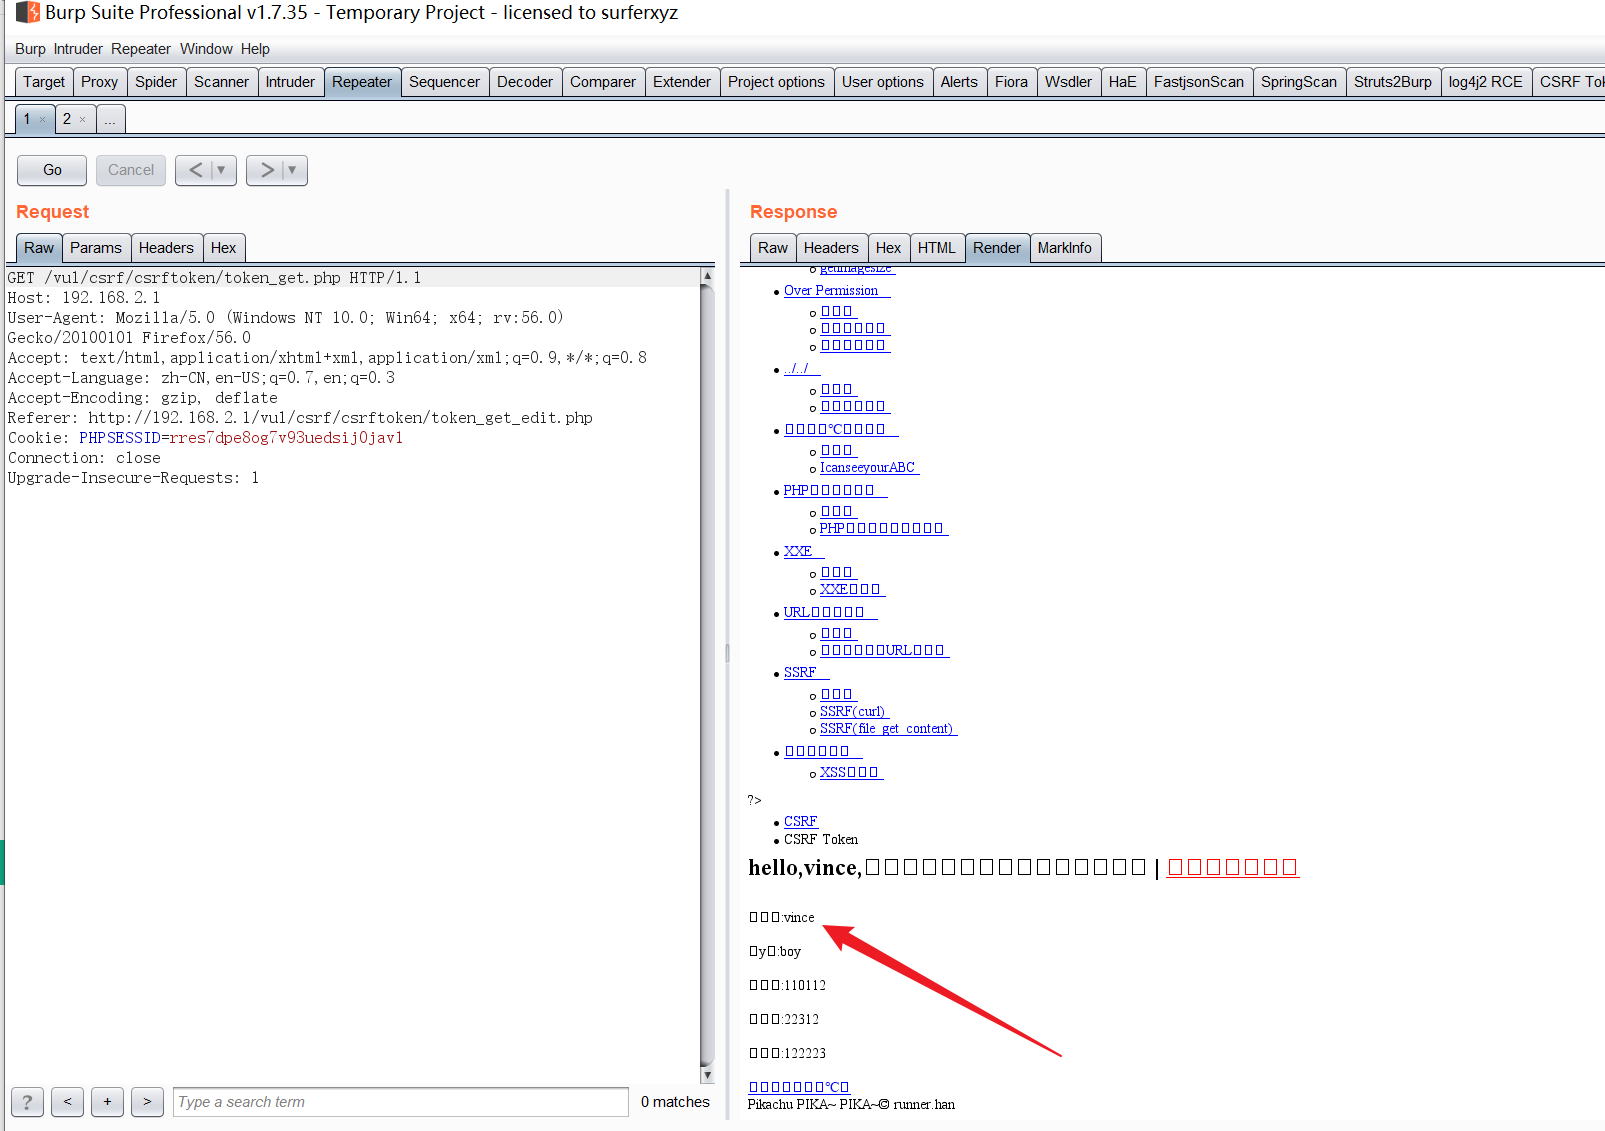 Burp Suite Professional v1.7.35 - Temporary Project - licensed to surferxyz
Burp Intruder Repeater Window Help
Target Proxy Spider Scanner Intruder Repeater Sequencer Decoder Comparer Extender Project options User options Alerts Fiora Wsdler HaE FastjsonScan SpringScan Struts2Burp log4j2 RCE CSRF Tok
1 × 2 × ...
Go Cancel < ▼ > ▼
Request
Raw Params Headers Hex
GET /vul/csrf/csrftoken/token_get.php HTTP/1.1
Host: 192.168.2.1
User-Agent: Mozilla/5.0 (Windows NT 10.0; Win64; x64; rv:56.0)
Gecko/20100101 Firefox/56.0
Accept: text/html,application/xhtml+xml,application/xml;q=0.9,*/*;q=0.8
Accept-Language: zh-CN,en-US;q=0.7,en;q=0.3
Accept-Encoding: gzip, deflate
Referer: http://192.168.2.1/vul/csrf/csrftoken/token_get_edit.php
Cookie: PHPSESSID=rres7dpe8og7v93uedsij0jav1
Connection: close
Upgrade-Insecure-Requests: 1
? < + > Type a search term 0 matches
Response
Raw Headers Hex HTML Render MarkInfo
getimagesize
Over Permission
../../
℃
IcanseeyourABC
PHP
PHP
XXE
XXE
URL
URL
SSRF
SSRF(curl)
SSRF(file_get_content)
XSS
?>
CSRF
CSRF Token
hello,vince, |
:vince
y:boy
:110112
:22312
:122223
℃
Pikachu PIKA~ PIKA~© runner.han